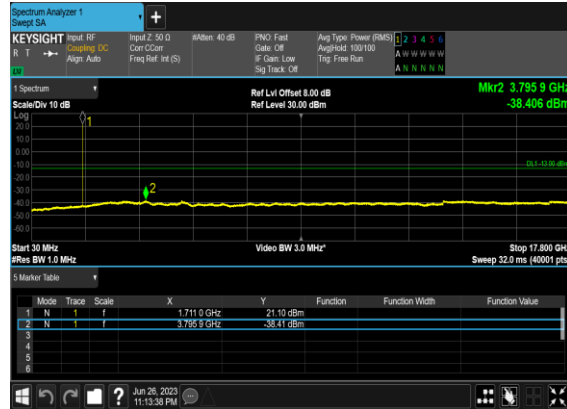 Spectrum Analyzer 1
Swept SA
KEYSIGHT
R T
Input: RF
Coupling: DC
Align: Auto
Input Z: 50 Ω
Corr CCorr
Freq Ref: Int (S)
#Atten: 40 dB
PNO: Fast
Gate: Off
IF Gain: Low
Sig Track: Off
Avg Type: Power (RMS)
Avg|Hold: 100/100
Trig: Free Run
1 2 3 4 5 6
A W W W W W
A N N N N N
1 Spectrum
Scale/Div 10 dB
Ref Lvl Offset 8.00 dB
Ref Level 30.00 dBm
Mkr2 3.795 9 GHz
-38.406 dBm
Log
20.0
10.0
0.00
-10.0
-20.0
-30.0
-40.0
-50.0
-60.0
1
2
DL1 -13.00 dBm
Start 30 MHz
#Res BW 1.0 MHz
Video BW 3.0 MHz*
Stop 17.800 GHz
Sweep 32.0 ms (40001 pts)
5 Marker Table
Mode Trace Scale X Y Function Function Width Function Value
1 N 1 f 1.711 0 GHz 21.10 dBm
2 N 1 f 3.795 9 GHz -38.41 dBm
3
4
5
6
?
Jun 26, 2023
11:13:38 PM